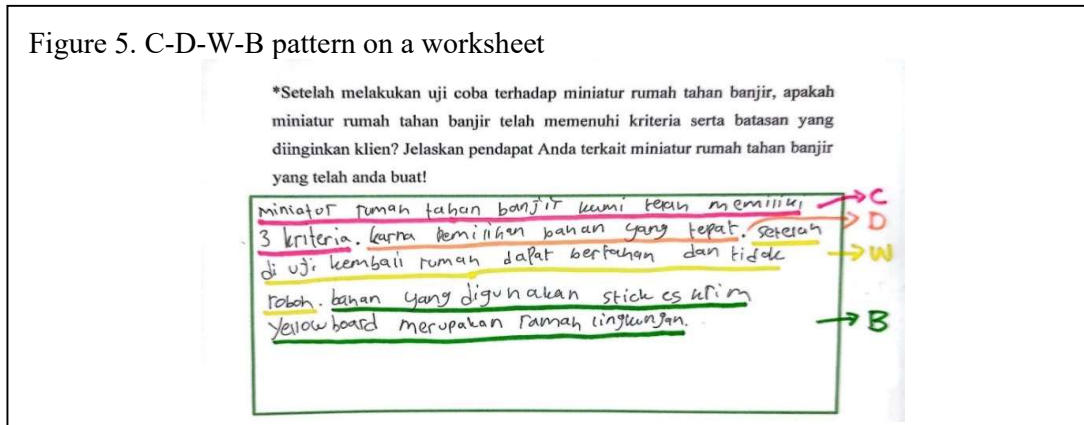 Figure 5. C-D-W-B pattern on a worksheet
*Setelah melakukan uji coba terhadap miniatur rumah tahan banjir, apakah
miniatur rumah tahan banjir telah memenuhi kriteria serta batasan yang
diinginkan klien? Jelaskan pendapat Anda terkait miniatur rumah tahan banjir
yang telah anda buat!
miniatur rumah tahan banjir kami telah memiliki C
3 kriteria. karna pemilihan bahan yang tepat. setelah D
di uji kembali rumah dapat bertahan dan tidak W
roboh. bahan yang digunakan stick es krim
yellow board merupakan ramah lingkungan. B